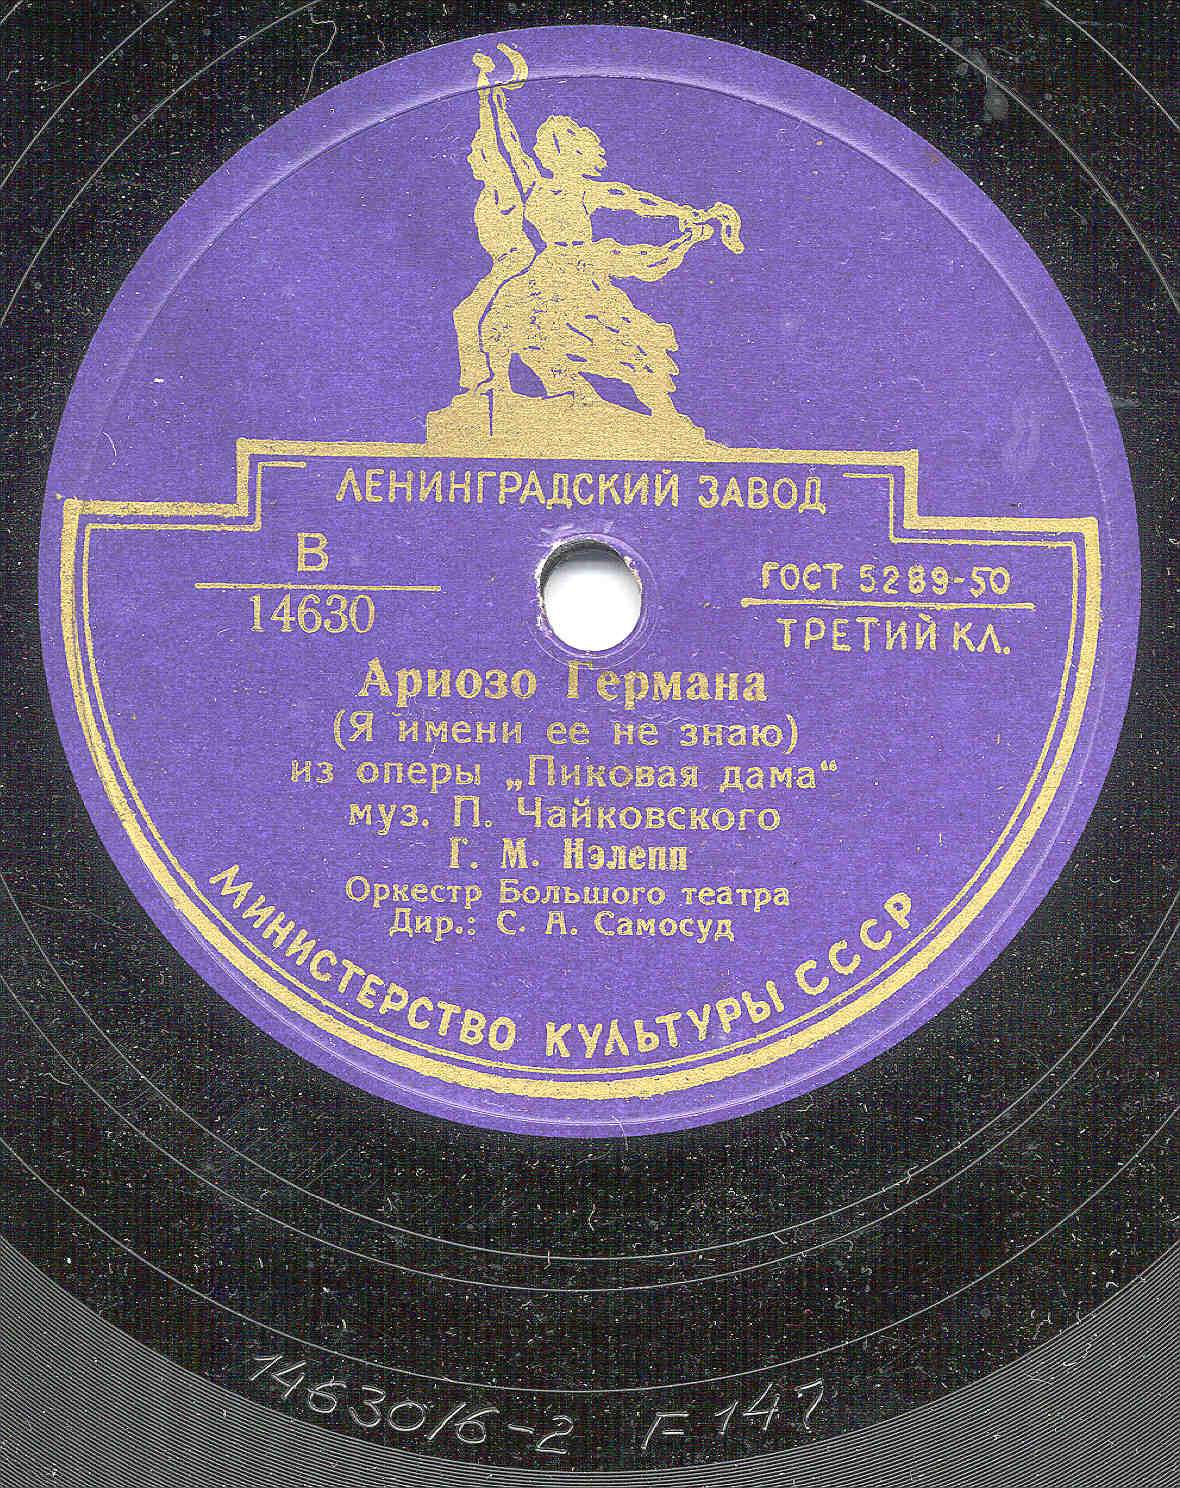 ЛЕНИНГРАДСКИЙ ЗАВОД
В
14630
ГОСТ 5289-50
ТРЕТИЙ КЛ.
Ариозо Германа
(Я имени ее не знаю)
из оперы „Пиковая дама“
муз. П. Чайковского
Г. М. Нэлепп
Оркестр Большого театра
Дир.: С. А. Самосуд
МИНИСТЕРСТВО КУЛЬТУРЫ СССР
14630/6-2 F 147